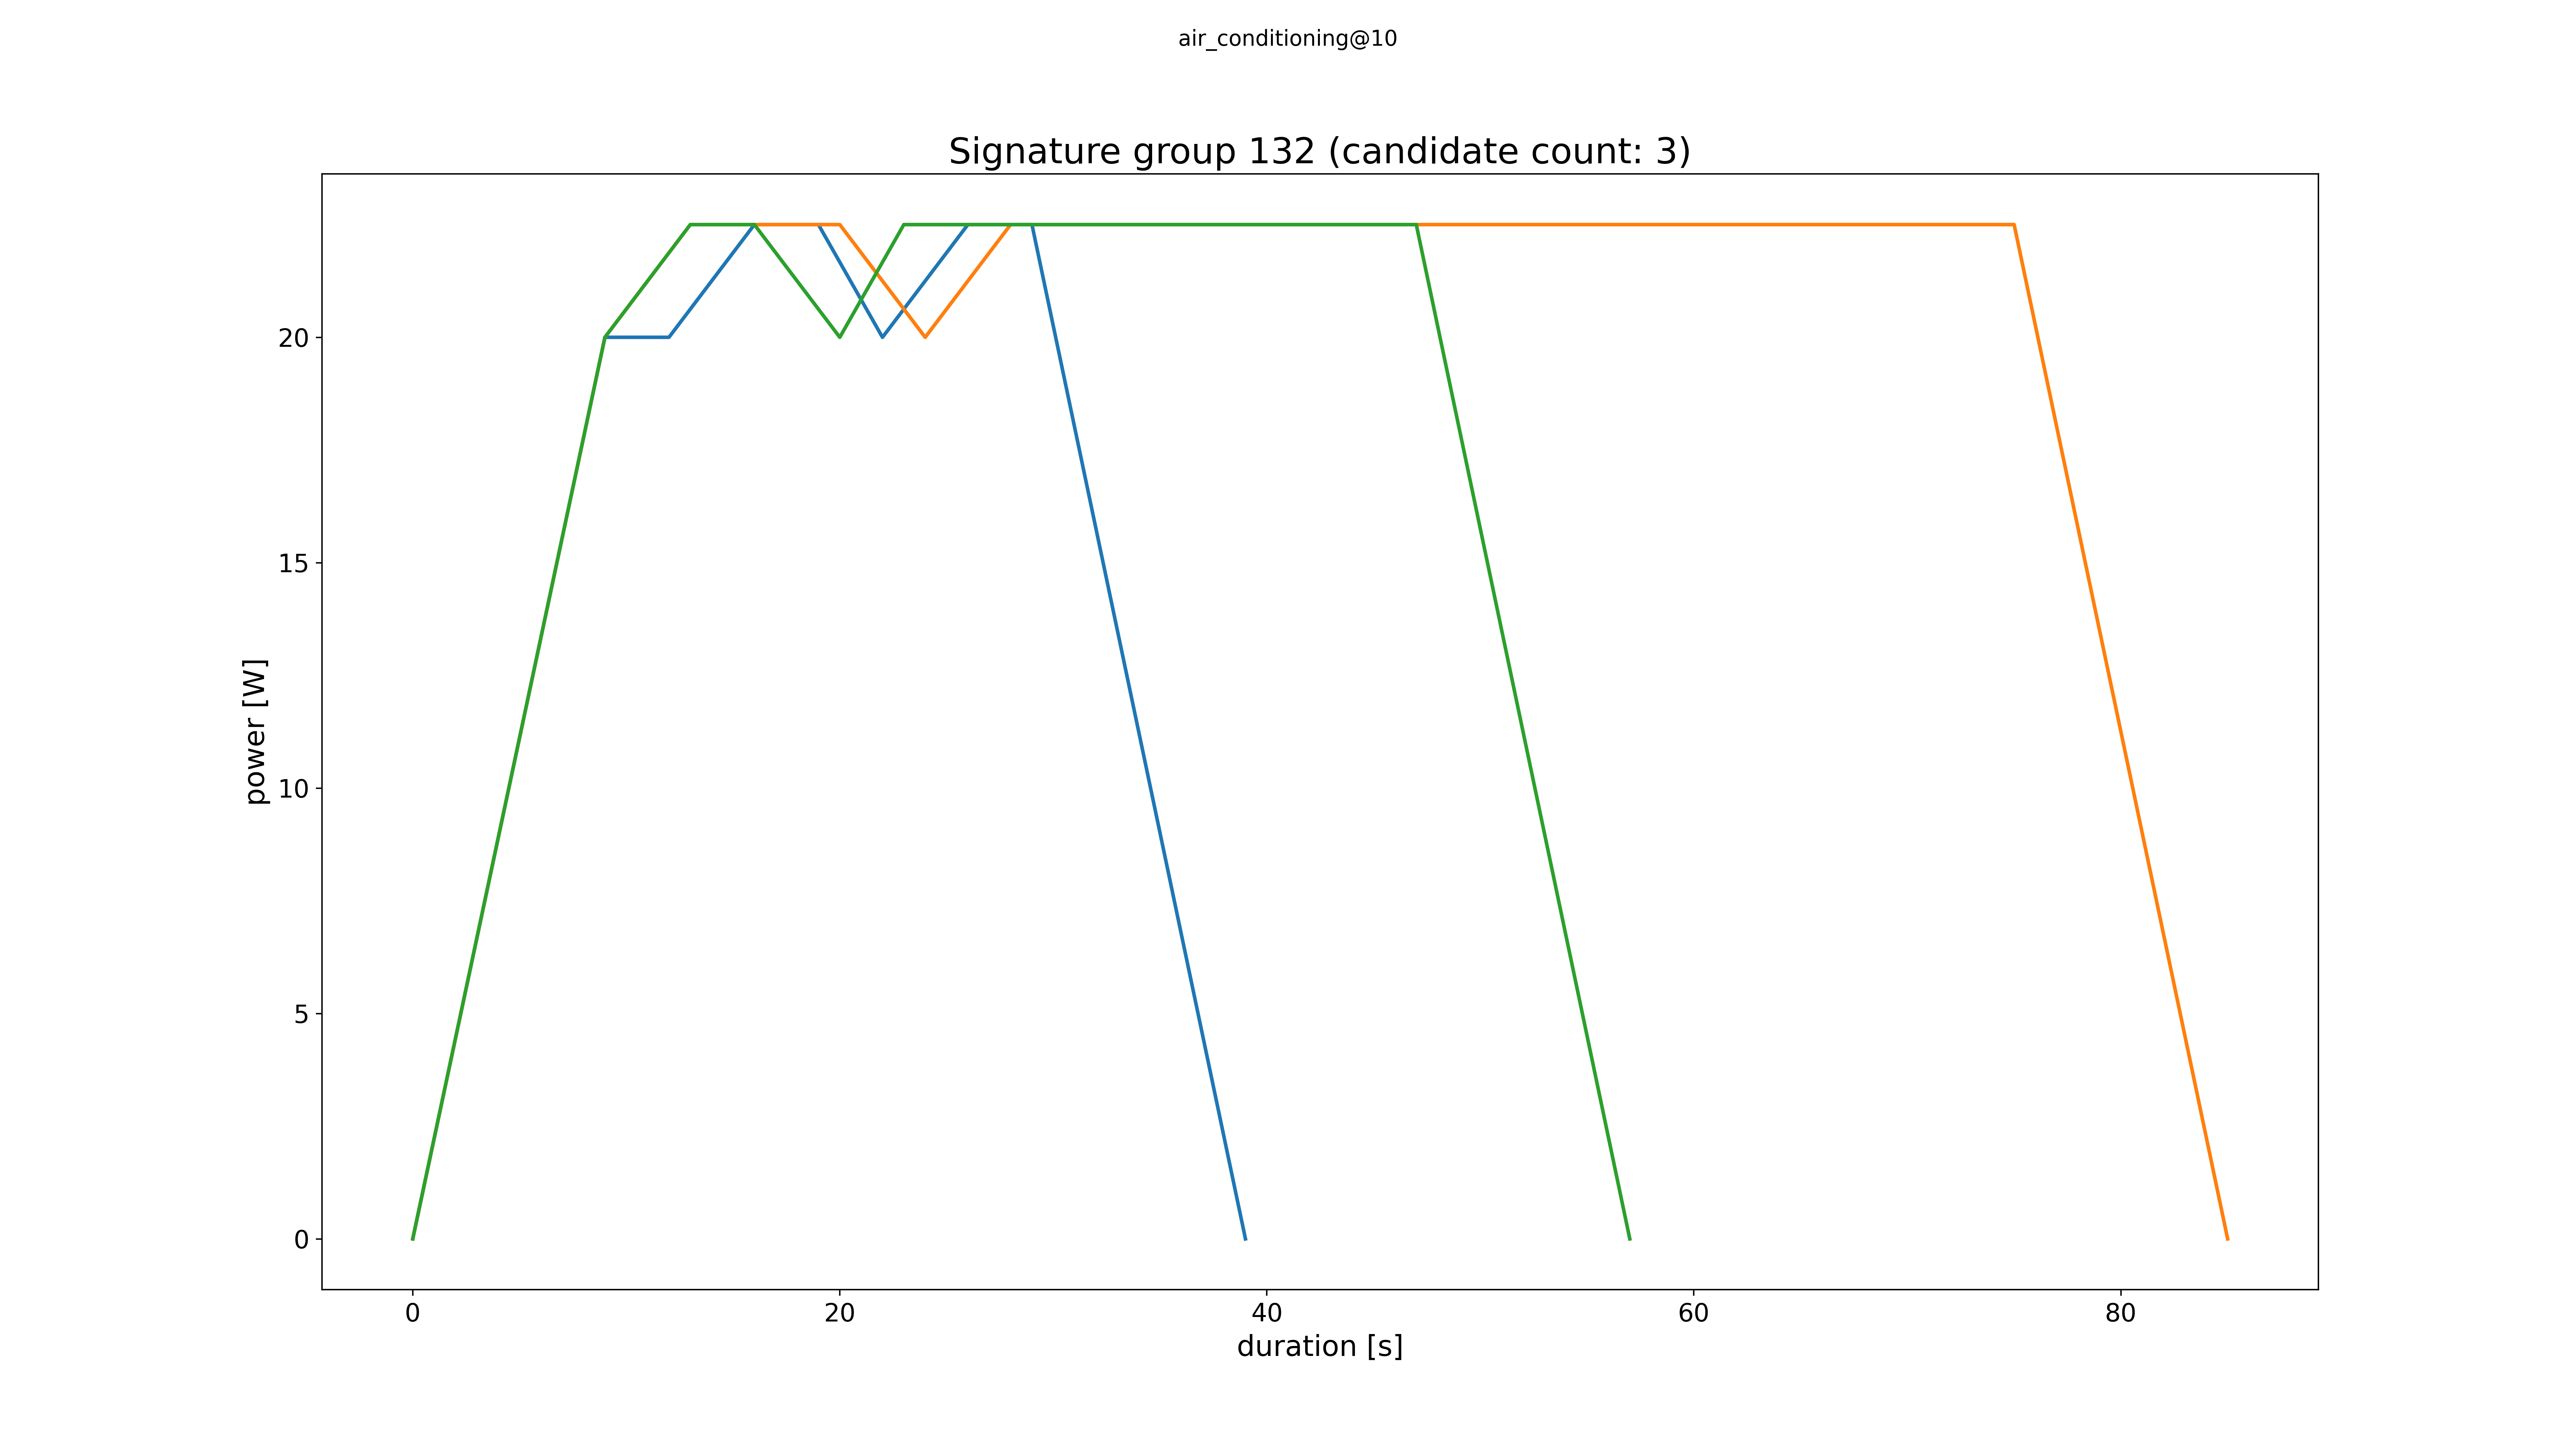 air_conditioning@10
Signature group 132 (candidate count: 3)
power [W]
20
15
10
5
0
0 20 40 60 80
duration [s]